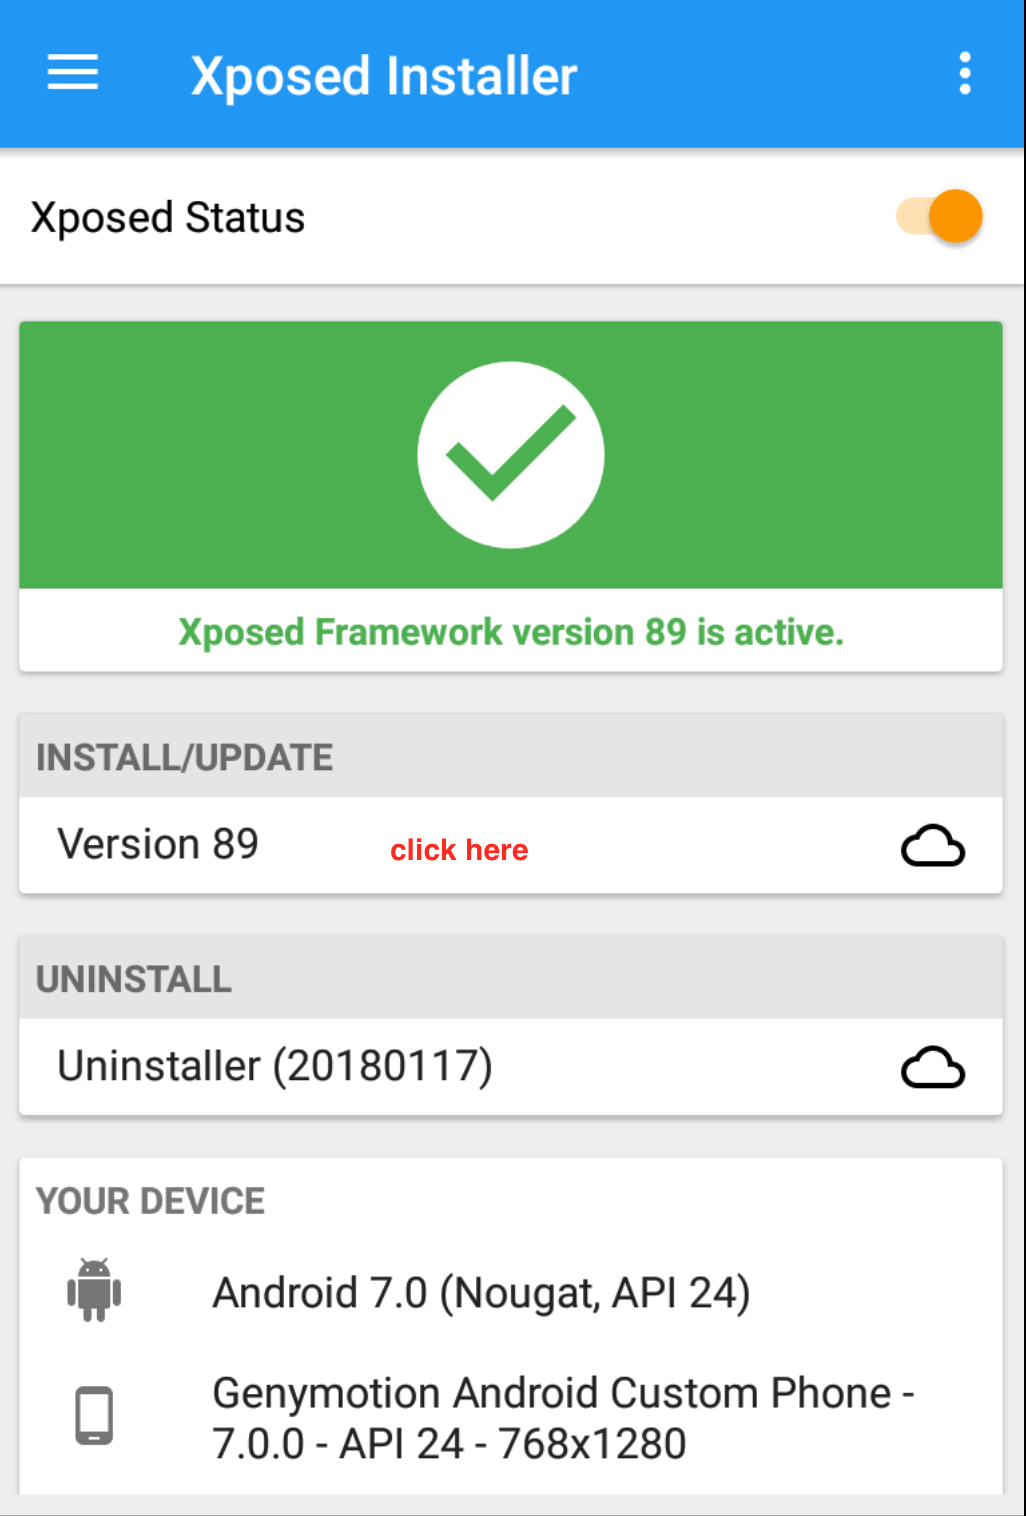 Xposed Installer
Xposed Status
Xposed Framework version 89 is active.
INSTALL/UPDATE
Version 89 click here
UNINSTALL
Uninstaller (20180117)
YOUR DEVICE
Android 7.0 (Nougat, API 24)
Genymotion Android Custom Phone -
7.0.0 - API 24 - 768x1280